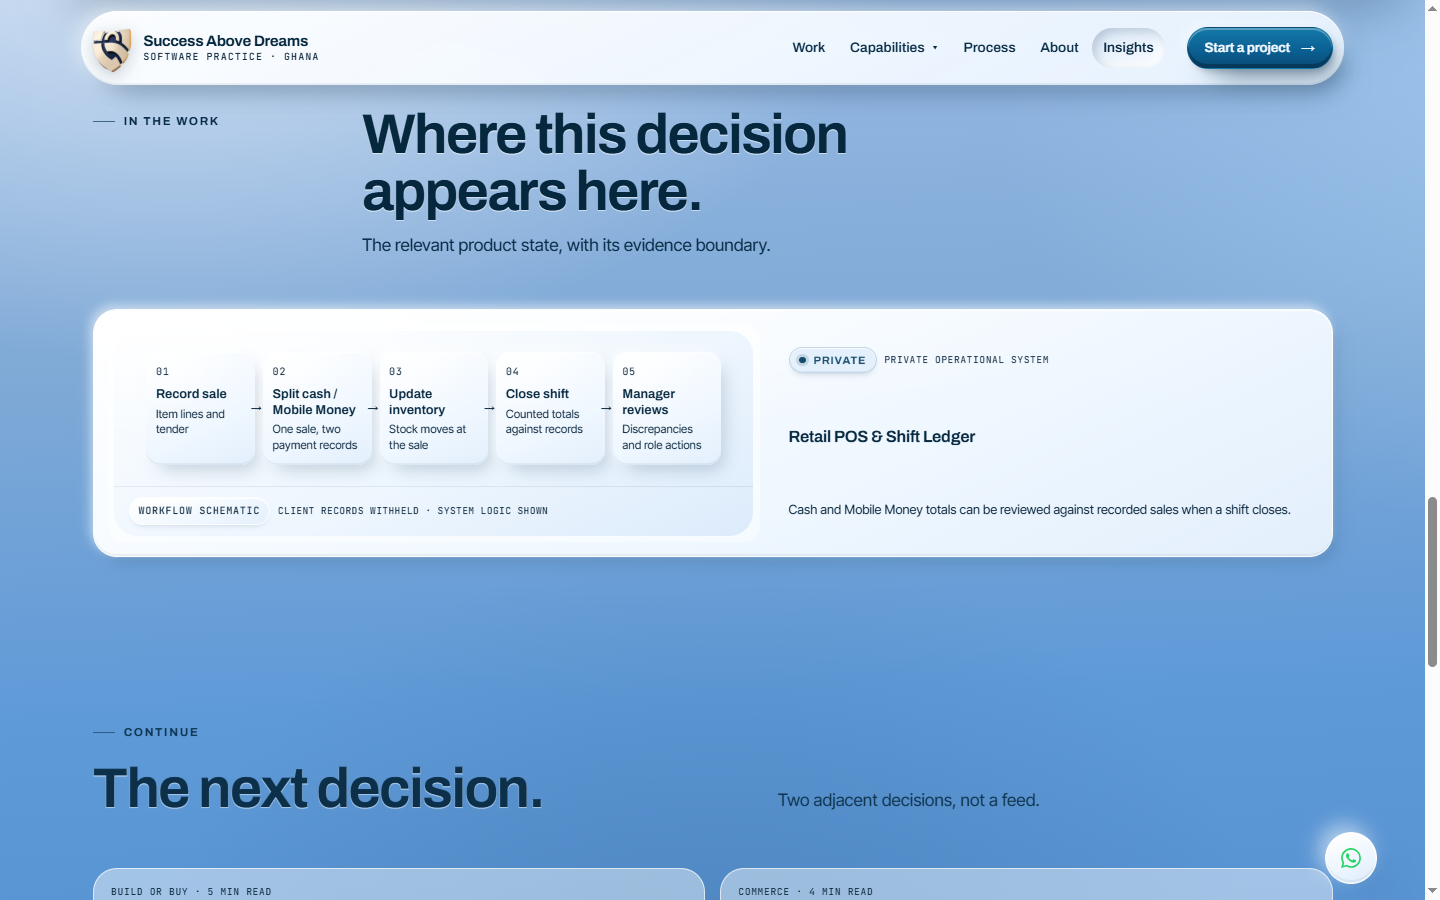 Success Above Dreams
SOFTWARE PRACTICE · GHANA
Work
Capabilities
Process
About
Insights
Start a project →
IN THE WORK
Where this decision
appears here.
The relevant product state, with its evidence boundary.
01
Record sale
Item lines and
tender
→
02
Split cash /
Mobile Money
One sale, two
payment records
→
03
Update
inventory
Stock moves at
the sale
→
04
Close shift
Counted totals
against records
→
05
Manager
reviews
Discrepancies
and role actions
WORKFLOW SCHEMATIC
CLIENT RECORDS WITHHELD · SYSTEM LOGIC SHOWN
PRIVATE
PRIVATE OPERATIONAL SYSTEM
Retail POS & Shift Ledger
Cash and Mobile Money totals can be reviewed against recorded sales when a shift closes.
CONTINUE
The next decision.
Two adjacent decisions, not a feed.
BUILD OR BUY · 5 MIN READ
COMMERCE · 4 MIN READ